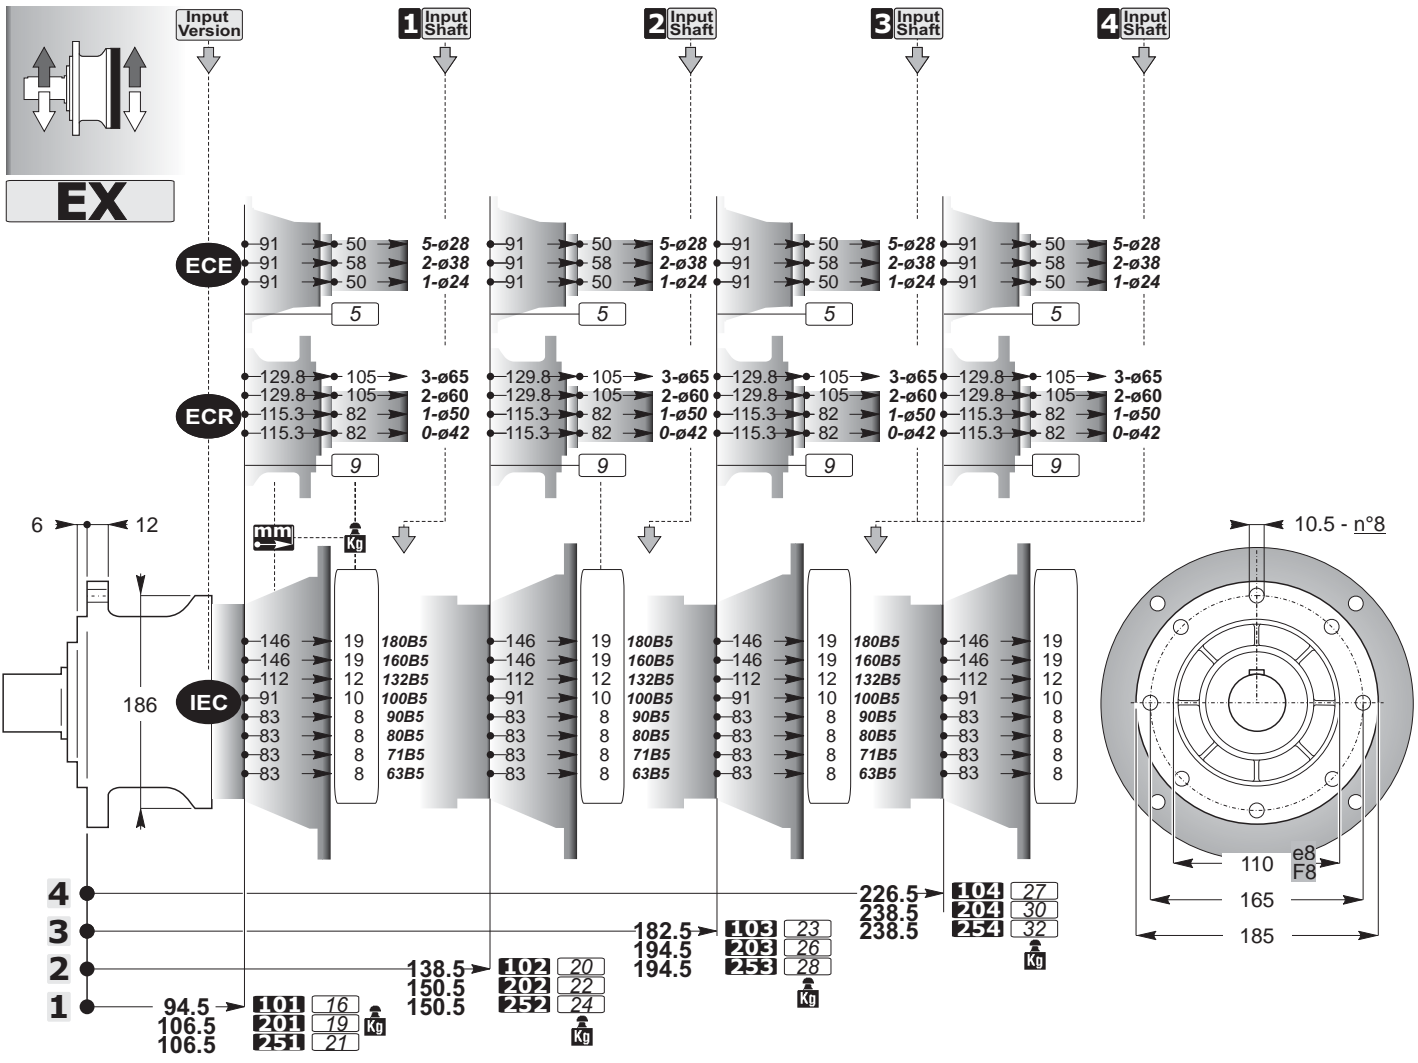 Input Version
1 Input Shaft
2 Input Shaft
3 Input Shaft
4 Input Shaft
EX
ECE
91 50 5-ø28 91 50 5-ø28 91 50 5-ø28 91 50 5-ø28
91 58 2-ø38 91 58 2-ø38 91 58 2-ø38 91 58 2-ø38
91 50 1-ø24 91 50 1-ø24 91 50 1-ø24 91 50 1-ø24
5 5 5 5
ECR
129.8 105 3-ø65 129.8 105 3-ø65 129.8 105 3-ø65 129.8 105 3-ø65
129.8 105 2-ø60 129.8 105 2-ø60 129.8 105 2-ø60 129.8 105 2-ø60
115.3 82 1-ø50 115.3 82 1-ø50 115.3 82 1-ø50 115.3 82 1-ø50
115.3 82 0-ø42 115.3 82 0-ø42 115.3 82 0-ø42 115.3 82 0-ø42
9 9 9 9
6 12
mm Kg
10.5 - n°8
IEC
186
146 19 180B5 146 19 180B5 146 19 180B5 146 19
146 19 160B5 146 19 160B5 146 19 160B5 146 19
112 12 132B5 112 12 132B5 112 12 132B5 112 12
91 10 100B5 91 10 100B5 91 10 100B5 91 10
83 8 90B5 83 8 90B5 83 8 90B5 83 8
83 8 80B5 83 8 80B5 83 8 80B5 83 8
83 8 71B5 83 8 71B5 83 8 71B5 83 8
83 8 63B5 83 8 63B5 83 8 63B5 83 8
110 e8
F8
165
185
4 226.5 104 27
238.5 204 30
238.5 254 32
Kg
3 182.5 103 23
194.5 203 26
194.5 253 28
Kg
2 138.5 102 20
150.5 202 22
150.5 252 24
Kg
1 94.5 101 16
106.5 201 19
106.5 251 21
Kg